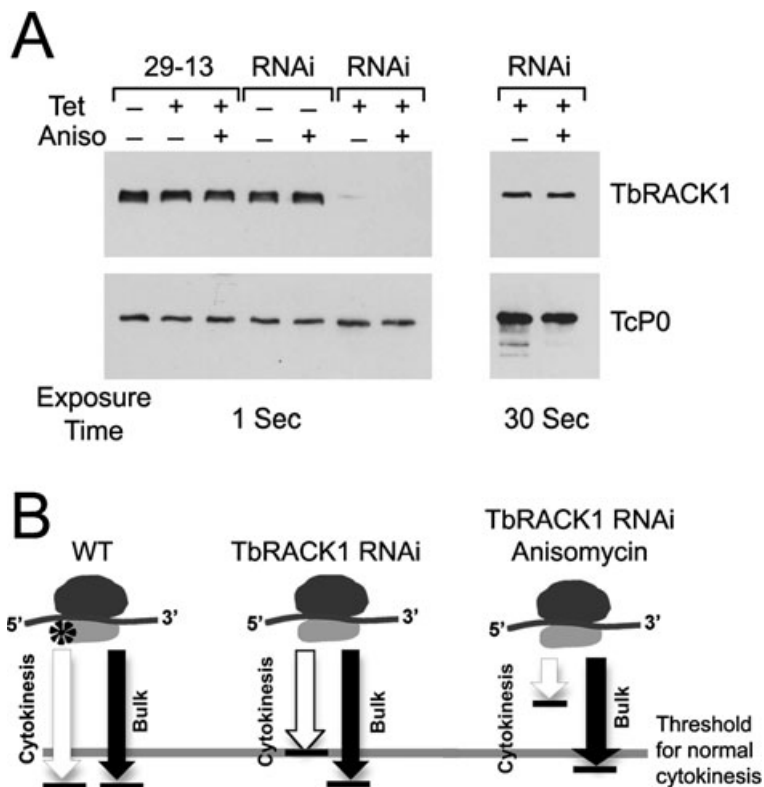 A
29-13 RNAi RNAi RNAi
Tet – + + – – + + + +
Aniso – – + – + – + – +
TbRACK1
TcP0
Exposure
Time
1 Sec 30 Sec
B
WT
TbRACK1 RNAi
TbRACK1 RNAi
Anisomycin
5’ 3’
5’ 3’
5’ 3’
Cytokinesis
Bulk
Cytokinesis
Bulk
Cytokinesis
Bulk
Threshold
for normal
cytokinesis